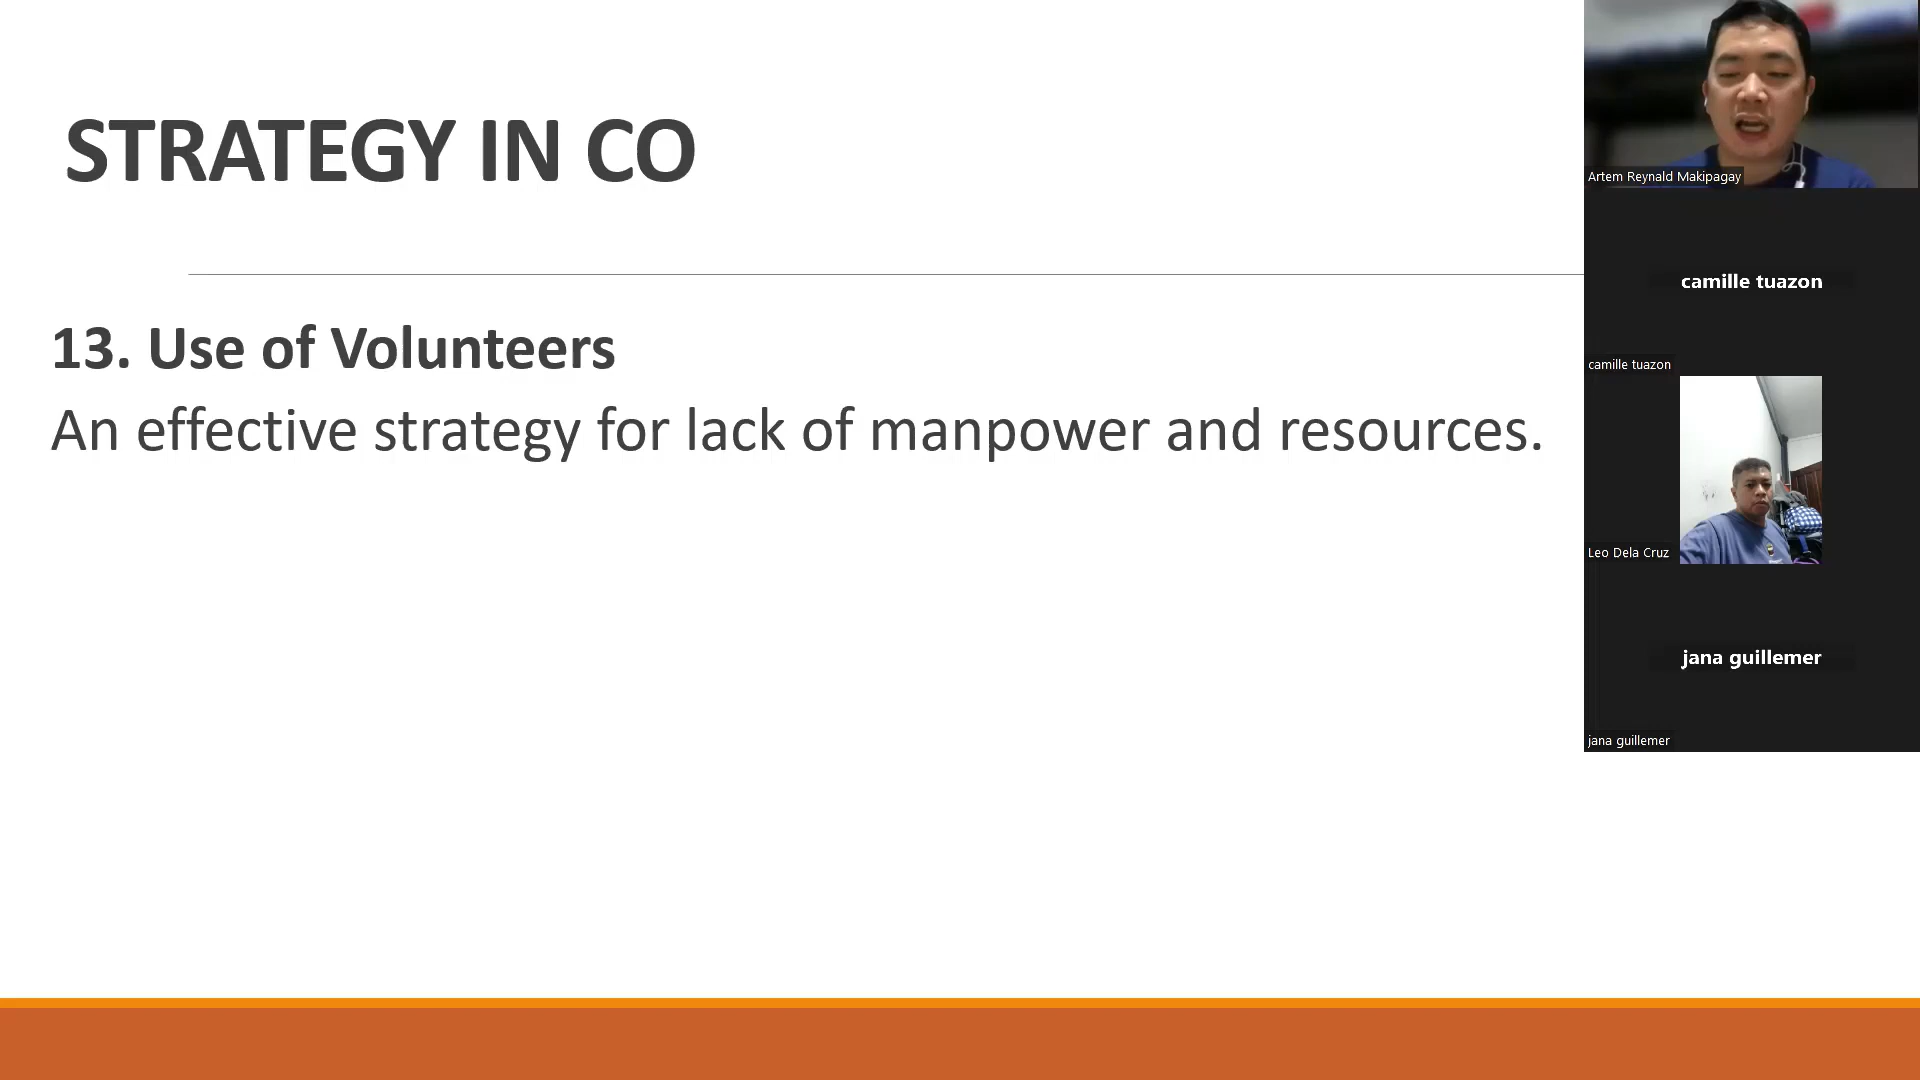 STRATEGY IN CO
13. Use of Volunteers
An effective strategy for lack of manpower and resources.
Artem Reynald Makipagay
camille tuazon
camille tuazon
Leo Dela Cruz
jana guillemer
jana guillemer